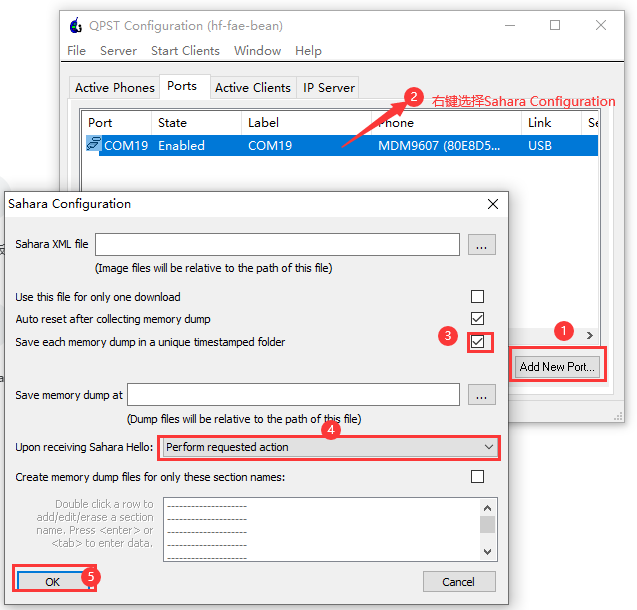 QPST Configuration (hf-fae-bean)
File Server Start Clients Window Help
Active Phones Ports Active Clients IP Server
2 右键选择Sahara Configuration
Port State Label Phone Link
COM19 Enabled COM19 MDM9607 (80E8D5... USB
Sahara Configuration
Sahara XML file ...
(Image files will be relative to the path of this file)
Use this file for only one download
Auto reset after collecting memory dump
Save each memory dump in a unique timestamped folder 3
1
Add New Port...
Save memory dump at ...
(Dump files will be relative to the path of this file)
4
Upon receiving Sahara Hello: Perform requested action
Create memory dump files for only these section names:
Double click a row to
add/edit/erase a section
name. Press <enter> or
<tab> to enter data.
--------------------
--------------------
--------------------
--------------------
--------------------
OK 5 Cancel